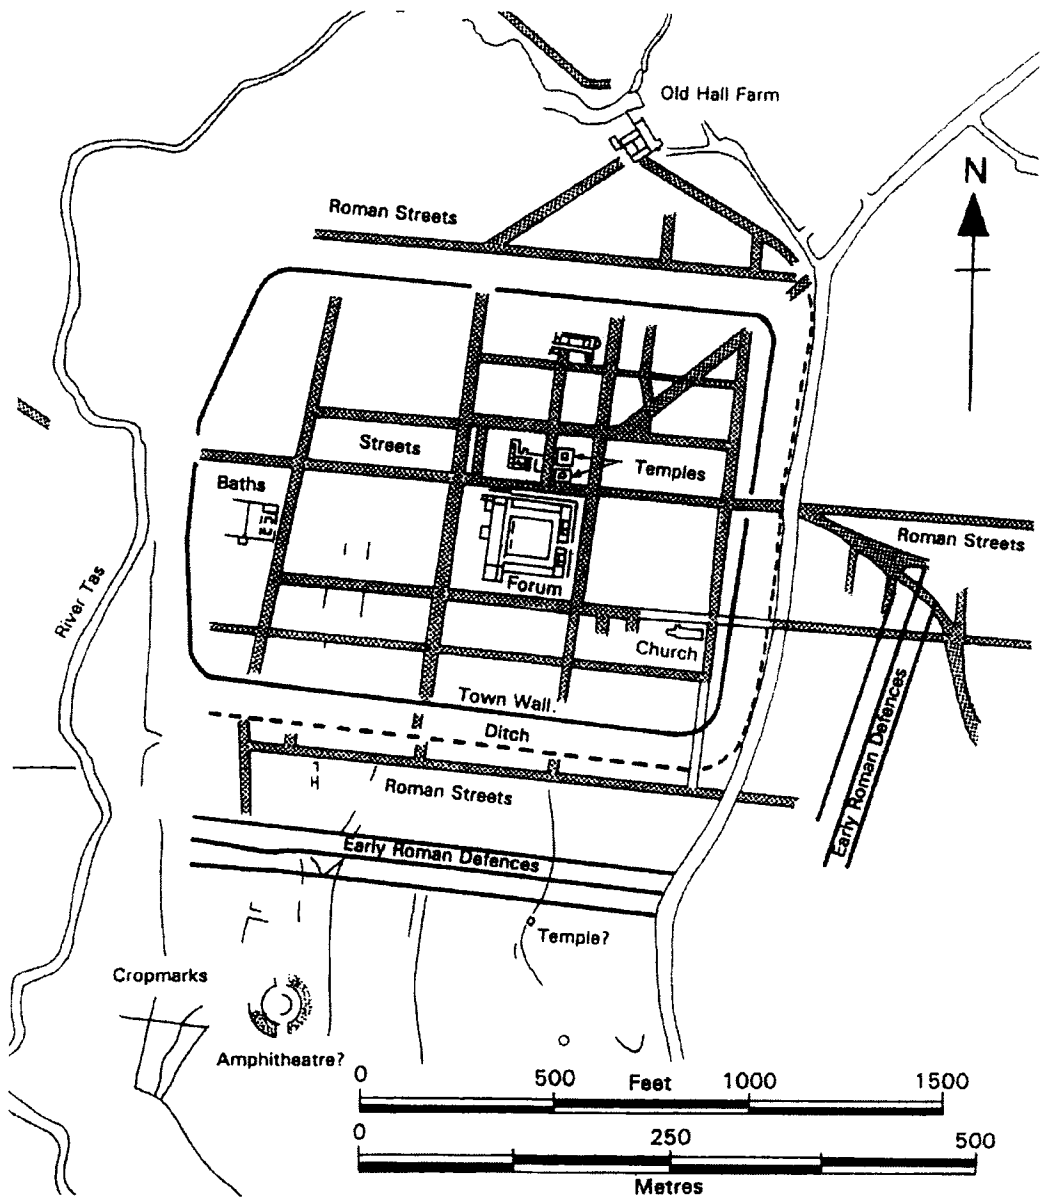 Old Hall Farm
N
Roman Streets
Streets
Temples
Baths
Roman Streets
Forum
River Tas
Church
Town Wall.
Ditch
Early Roman Defences
Roman Streets
Early Roman Defences
Temple?
Cropmarks
Amphitheatre?
0 500 1000 1500
Feet
0 250 500
Metres